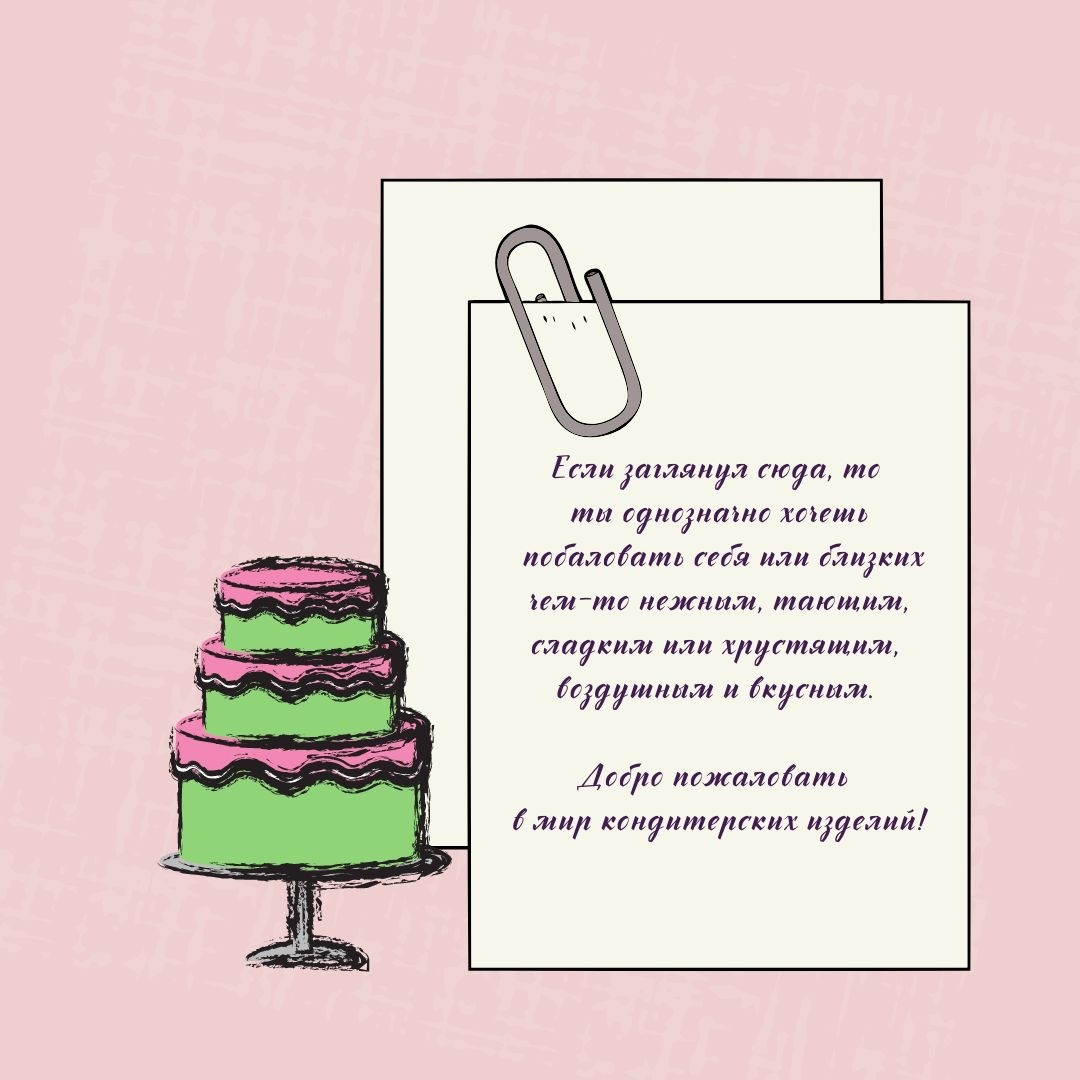 Если заглянул сюда, то
ты однозначно хочешь
побаловать себя или близких
чем-то нежным, тающим,
сладким или хрустящим,
воздушным и вкусным.
Добро пожаловать
в мир кондитерских изделий!